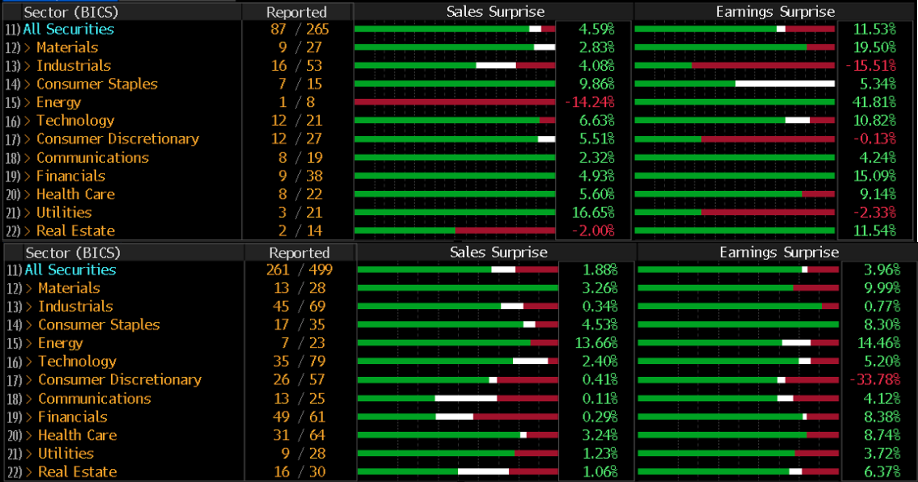 Sector (BICS) Reported Sales Surprise Earnings Surprise
11) All Securities 87 / 265 4.59% 11.53%
12) > Materials 9 / 27 2.83% 19.50%
13) > Industrials 16 / 53 4.08% -15.51%
14) > Consumer Staples 7 / 15 9.86% 5.34%
15) > Energy 1 / 8 -14.24% 41.81%
16) > Technology 12 / 21 6.63% 10.82%
17) > Consumer Discretionary 12 / 27 5.51% -0.13%
18) > Communications 8 / 19 2.32% 4.24%
19) > Financials 9 / 38 4.93% 15.09%
20) > Health Care 8 / 22 5.60% 9.14%
21) > Utilities 3 / 21 16.65% -2.33%
22) > Real Estate 2 / 14 -2.00% 11.54%
Sector (BICS) Reported Sales Surprise Earnings Surprise
11) All Securities 261 / 499 1.88% 3.96%
12) > Materials 13 / 28 3.26% 9.99%
13) > Industrials 45 / 69 0.34% 0.77%
14) > Consumer Staples 17 / 35 4.53% 8.30%
15) > Energy 7 / 23 13.66% 14.46%
16) > Technology 35 / 79 2.40% 5.20%
17) > Consumer Discretionary 26 / 57 0.41% -33.78%
18) > Communications 13 / 25 0.11% 4.12%
19) > Financials 49 / 61 0.29% 8.38%
20) > Health Care 31 / 64 3.24% 8.74%
21) > Utilities 9 / 28 1.23% 3.72%
22) > Real Estate 16 / 30 1.06% 6.37%